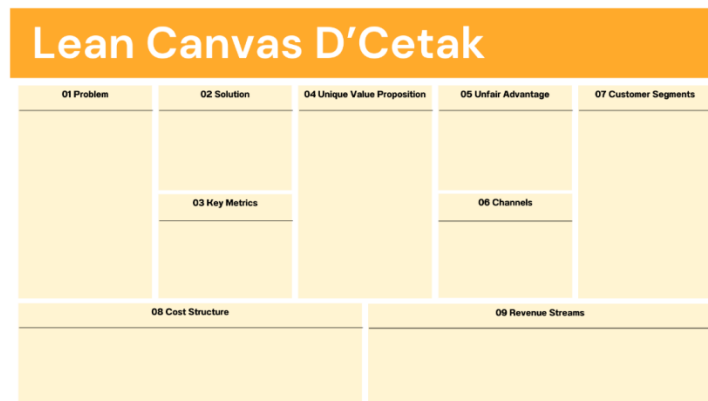 Lean Canvas D’Cetak
01 Problem
02 Solution
03 Key Metrics
04 Unique Value Proposition
05 Unfair Advantage
06 Channels
07 Customer Segments
08 Cost Structure
09 Revenue Streams